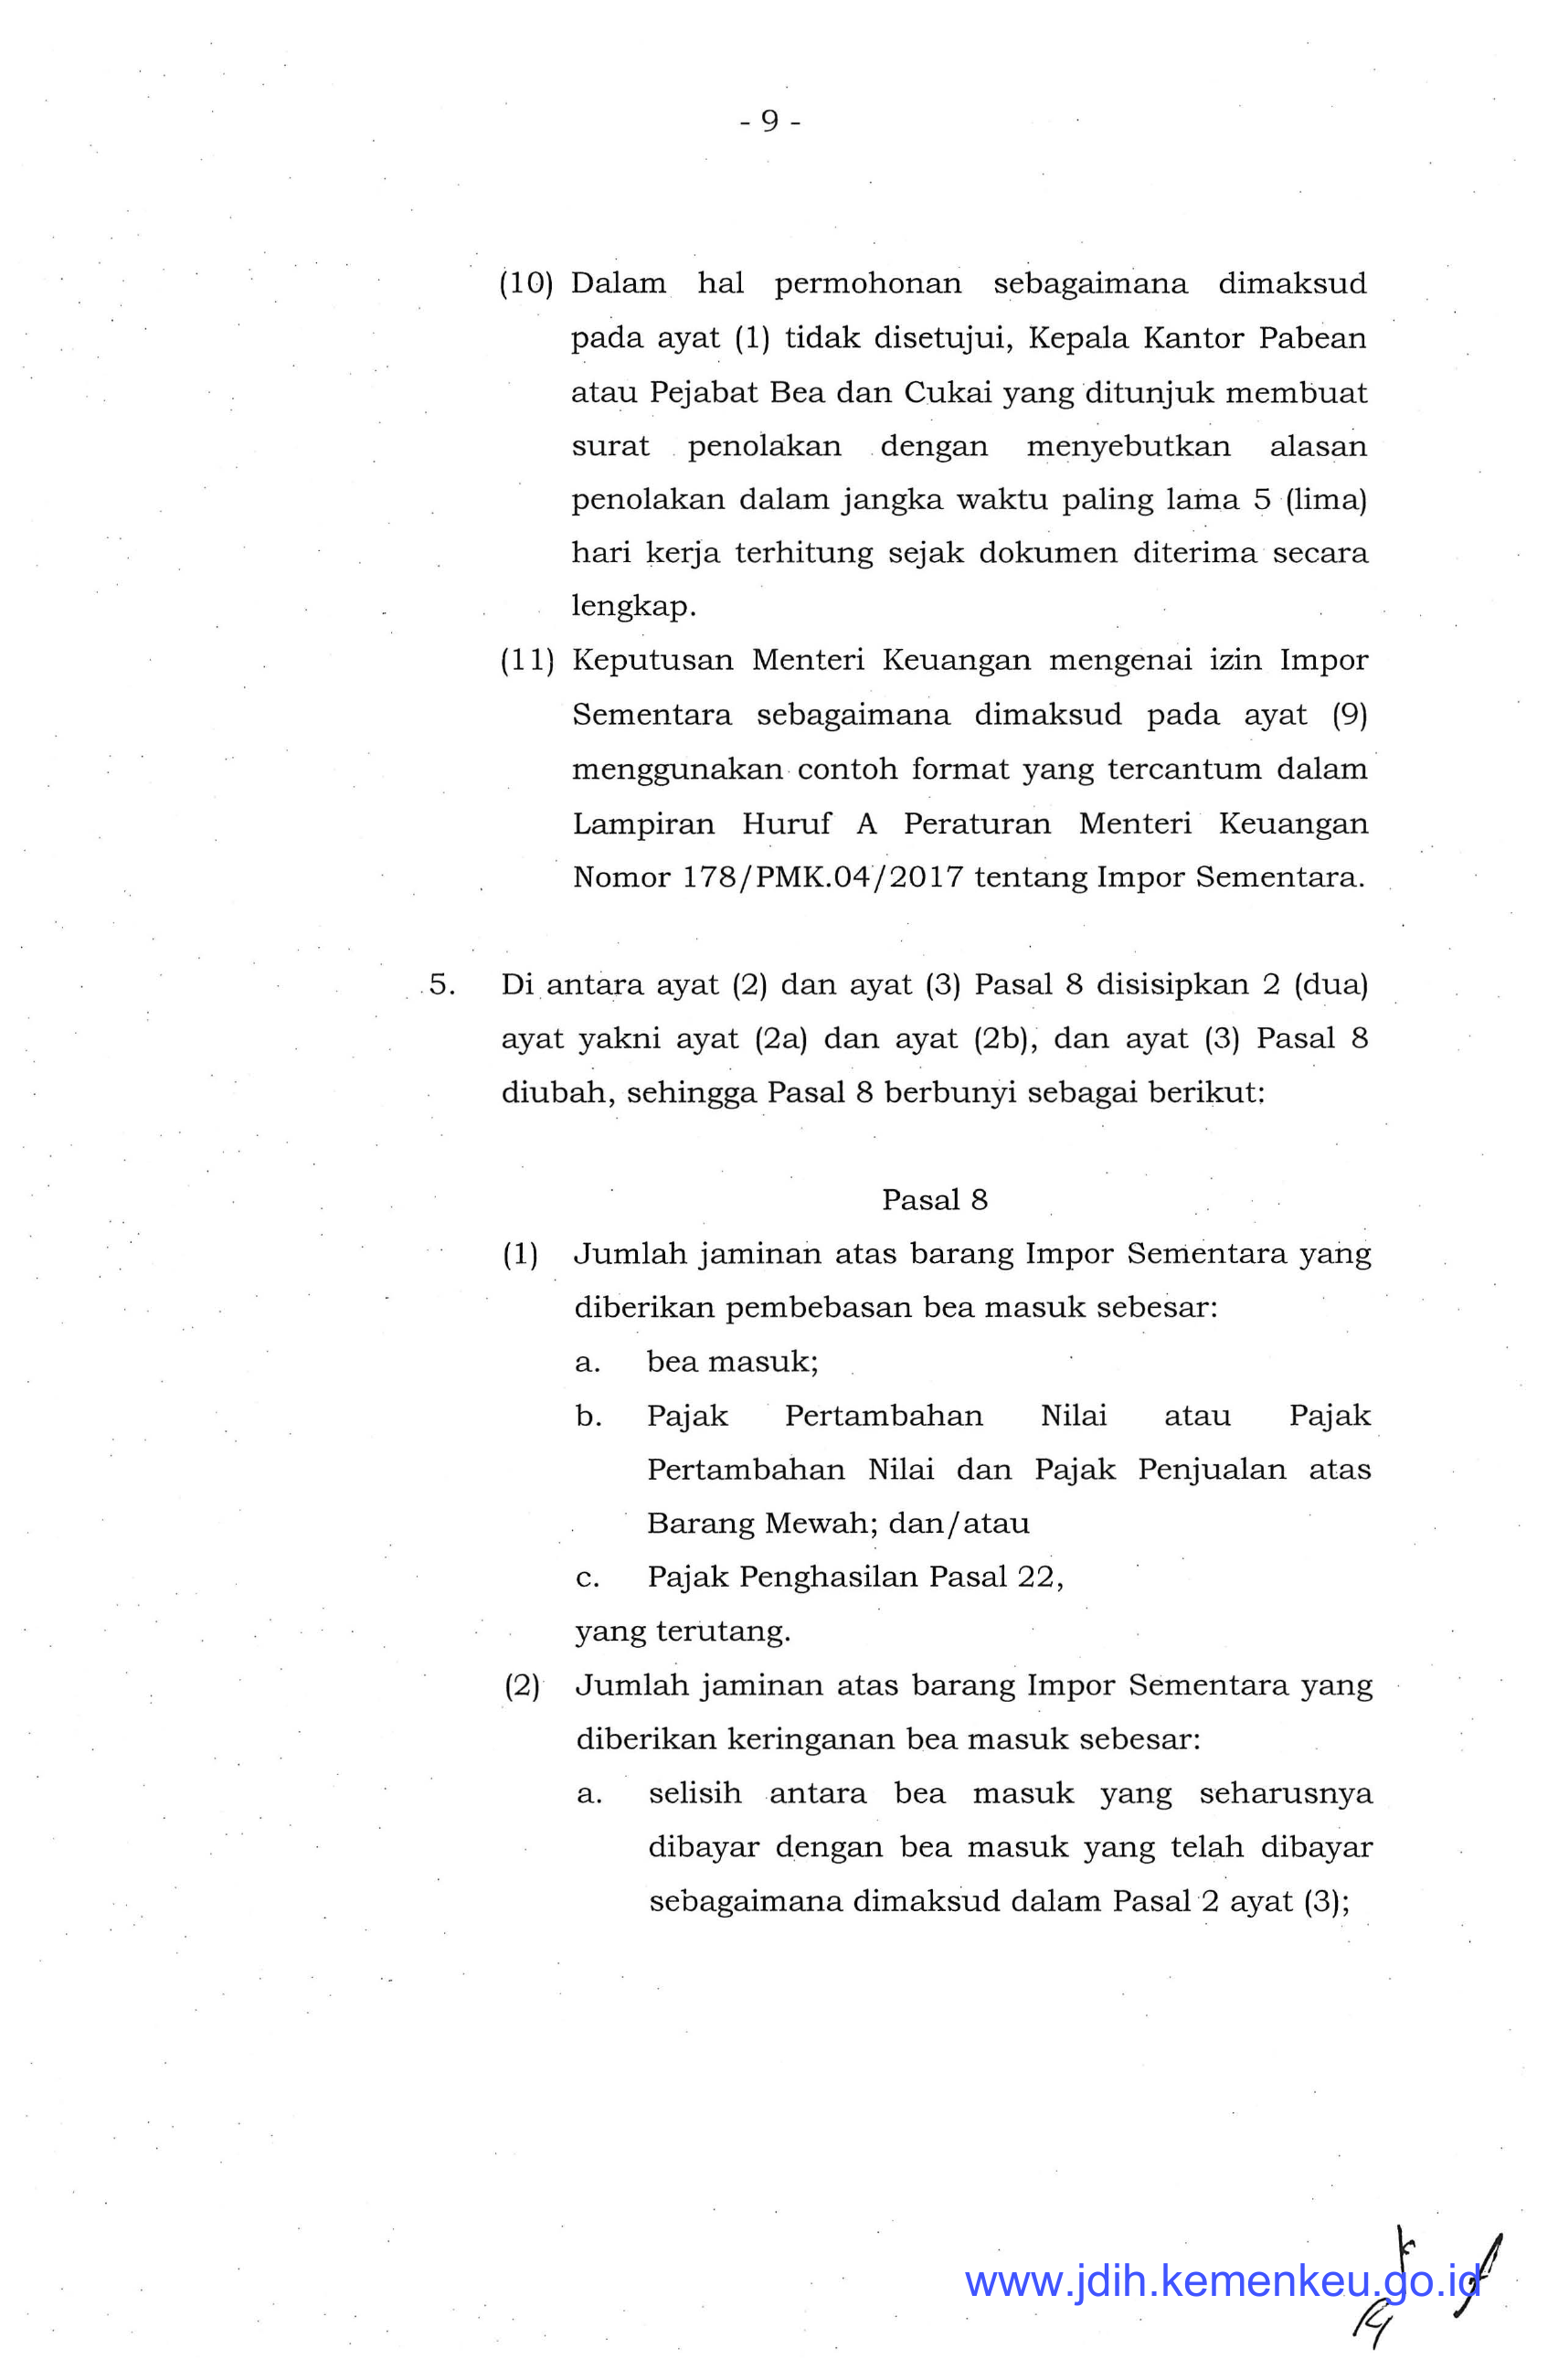 - 9 -
(10) Dalam hal permohonan sebagaimana dimaksud
pada ayat (1) tidak disetujui, Kepala Kantor Pabean
atau Pejabat Bea dan Cukai yang ditunjuk membuat
surat penolakan dengan menyebutkan alasan
penolakan dalam jangka waktu paling lama 5 (lima)
hari kerja terhitung sejak dokumen diterima secara
lengkap.
(11) Keputusan Menteri Keuangan mengenai izin Impor
Sementara sebagaimana dimaksud pada ayat (9)
menggunakan contoh format yang tercantum dalam
Lampiran Huruf A Peraturan Menteri Keuangan
Nomor 178/PMK.04/2017 tentang Impor Sementara.
5. Di antara ayat (2) dan ayat (3) Pasal 8 disisipkan 2 (dua)
ayat yakni ayat (2a) dan ayat (2b), dan ayat (3) Pasal 8
diubah, sehingga Pasal 8 berbunyi sebagai berikut:
Pasal 8
(1) Jumlah jaminan atas barang Impor Sementara yang
diberikan pembebasan bea masuk sebesar:
a. bea masuk;
b. Pajak Pertambahan Nilai atau Pajak
Pertambahan Nilai dan Pajak Penjualan atas
Barang Mewah; dan/atau
c. Pajak Penghasilan Pasal 22,
yang terutang.
(2) Jumlah jaminan atas barang Impor Sementara yang
diberikan keringanan bea masuk sebesar:
a. selisih antara bea masuk yang seharusnya
dibayar dengan bea masuk yang telah dibayar
sebagaimana dimaksud dalam Pasal 2 ayat (3);
www.jdih.kemenkeu.go.id